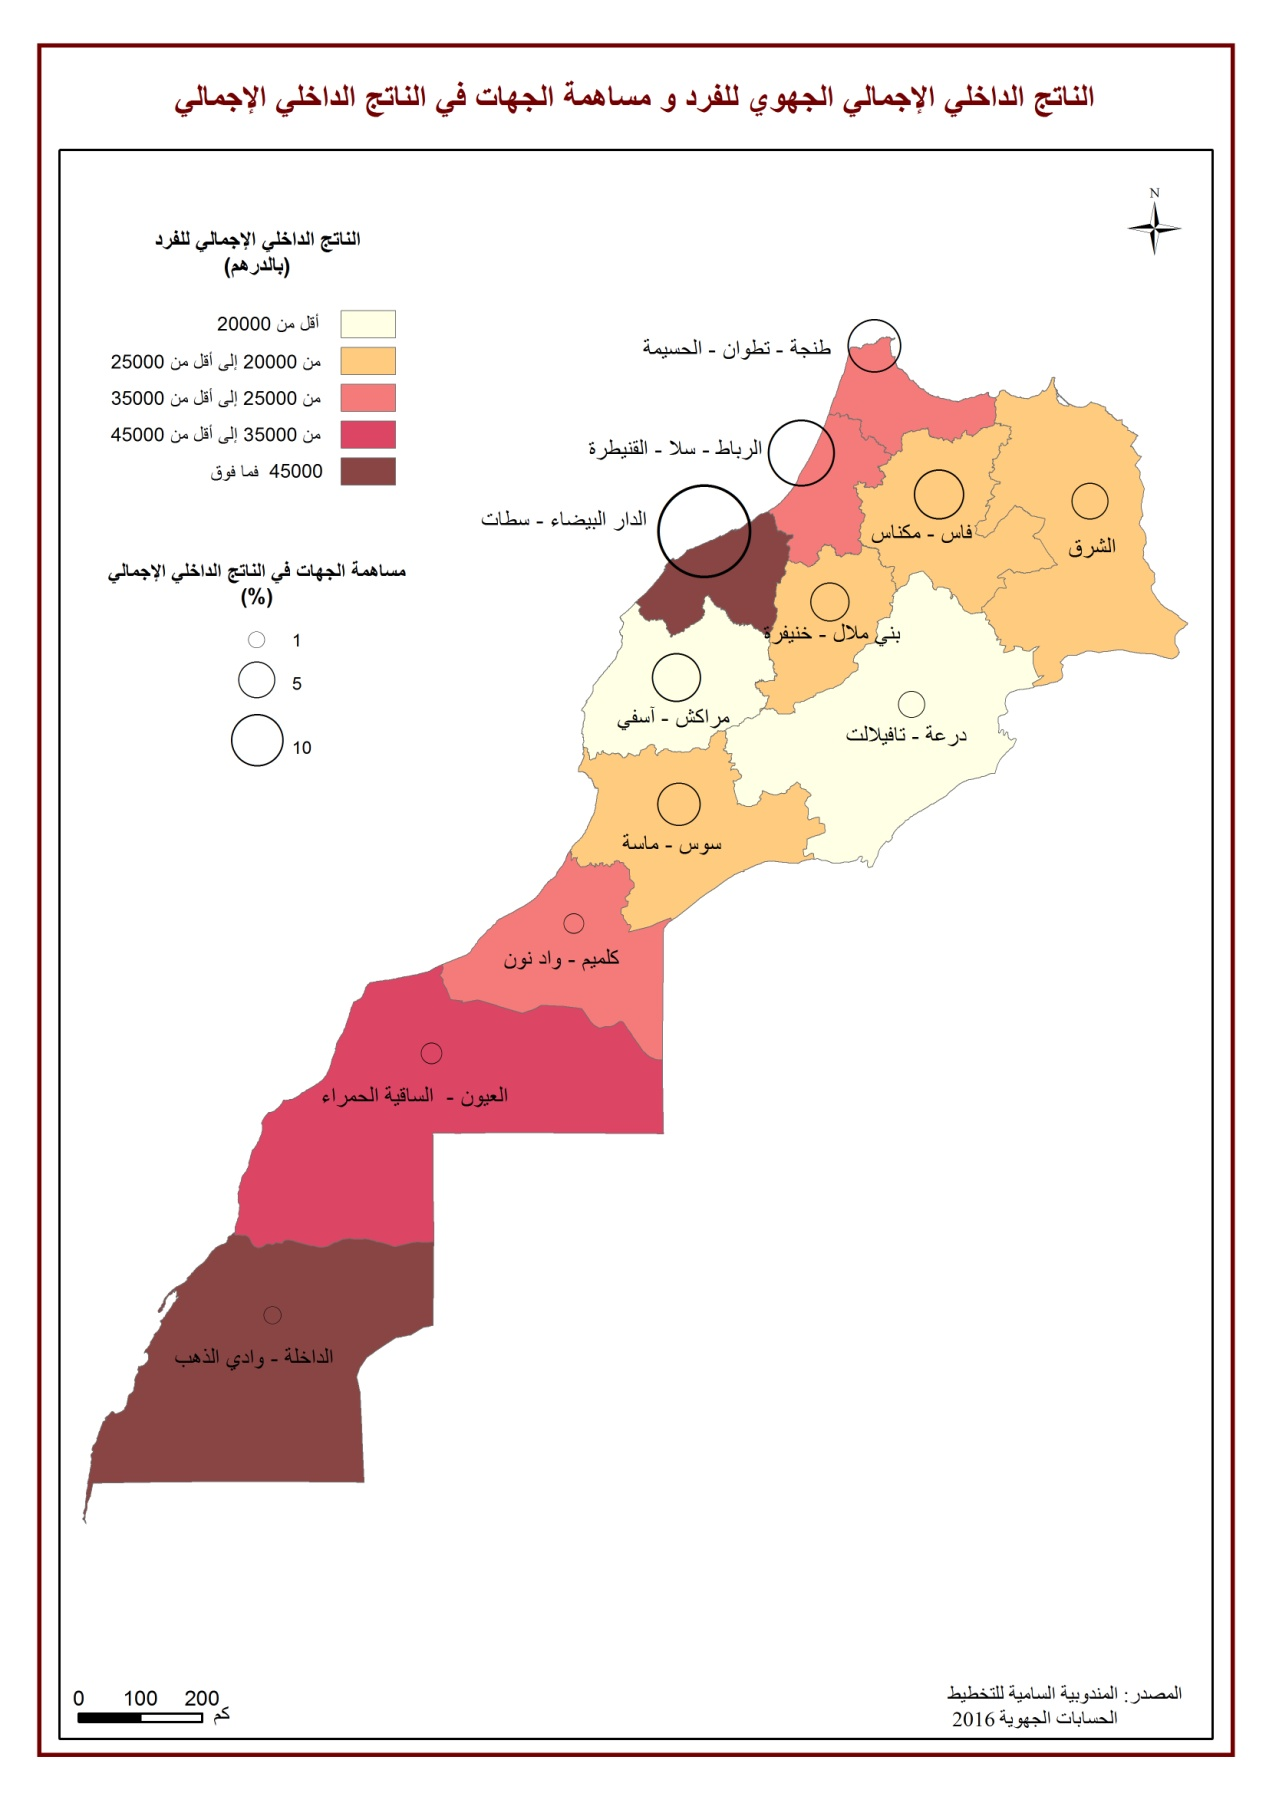 الناتج الداخلي الإجمالي الجهوي للفرد و مساهمة الجهات في الناتج الداخلي الإجمالي
N
الناتج الداخلي الإجمالي للفرد
(بالدرهم)
أقل من 20000
من 20000 إلى أقل من 25000
من 25000 إلى أقل من 35000
من 35000 إلى أقل من 45000
45000 فما فوق
مساهمة الجهات في الناتج الداخلي الإجمالي
(%)
1
5
10
طنجة - تطوان - الحسيمة
الرباط - سلا - القنيطرة
الدار البيضاء - سطات
فاس - مكناس
الشرق
بني ملال - خنيفرة
مراكش - آسفي
درعة - تافيلالت
سوس - ماسة
كلميم - واد نون
العيون - الساقية الحمراء
الداخلة - وادي الذهب
0 100 200
كم
المصدر: المندوبية السامية للتخطيط
الحسابات الجهوية 2016